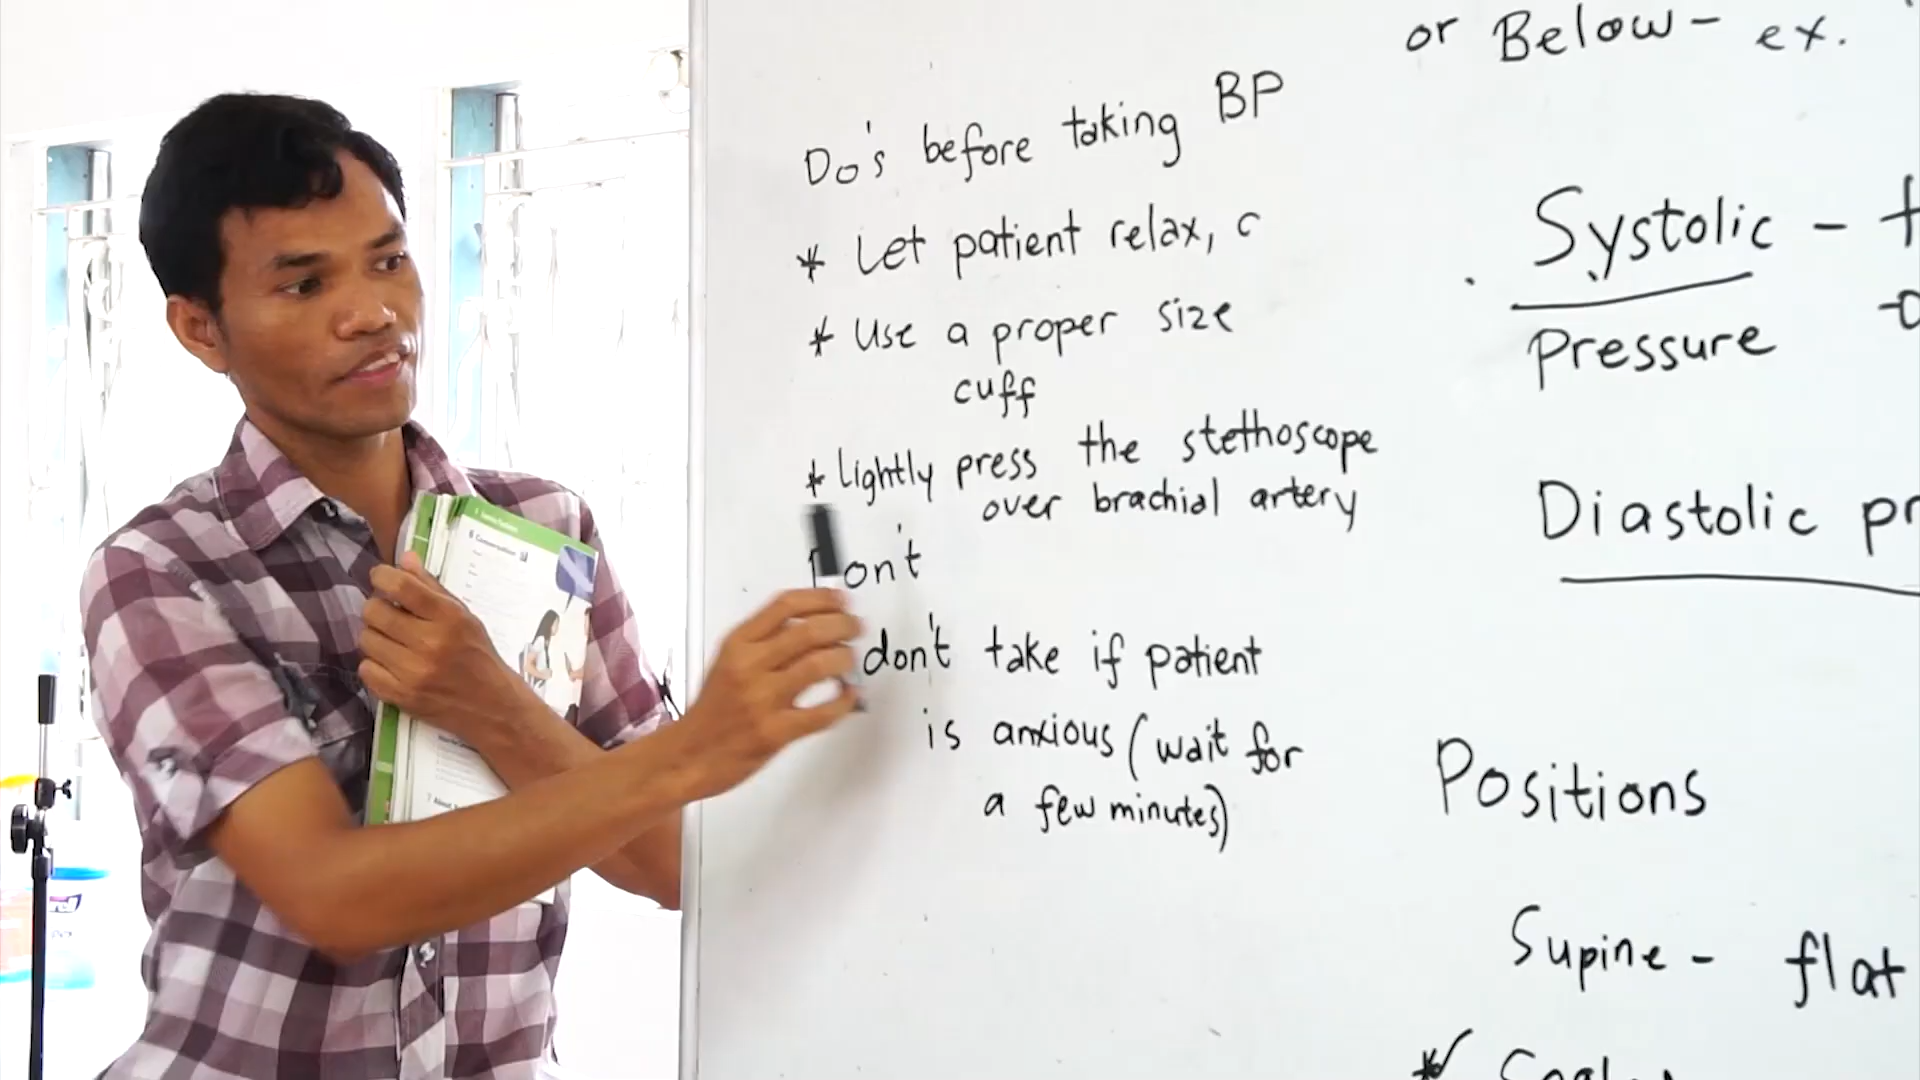 Do's before taking BP
* Let patient relax, c
* Use a proper size
cuff
* Lightly press the stethoscope
over brachial artery
Don't
don't take if patient
is anxious (wait for
a few minutes)
or Below - ex.
Systolic -
Pressure
Diastolic pr
Positions
Supine - flat